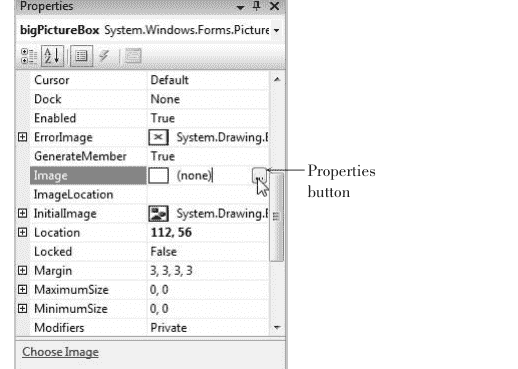 Properties
bigPictureBox System.Windows.Forms.Picture
Cursor Default
Dock None
Enabled True
ErrorImage System.Drawing.
GenerateMember True
Image (none) ...
ImageLocation
InitialImage System.Drawing.
Location 112, 56
Locked False
Margin 3, 3, 3, 3
MaximumSize 0, 0
MinimumSize 0, 0
Modifiers Private
Choose Image
Properties
button